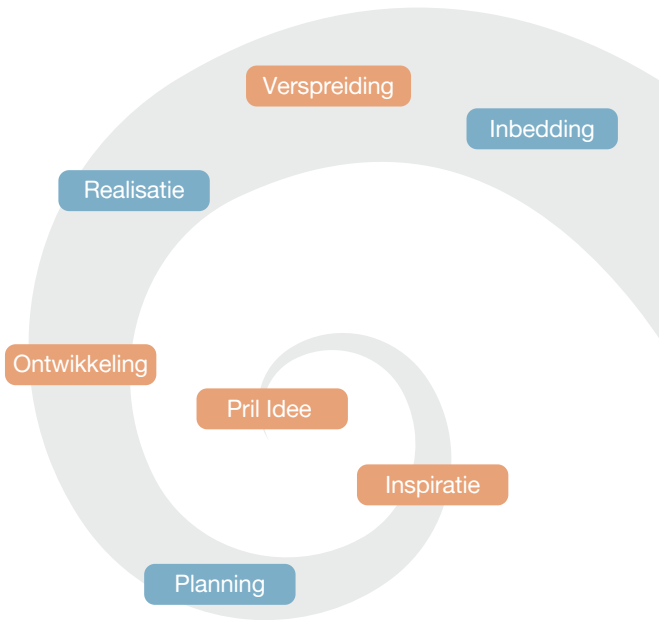 Verspreiding
Inbedding
Realisatie
Ontwikkeling
Pril Idee
Inspiratie
Planning